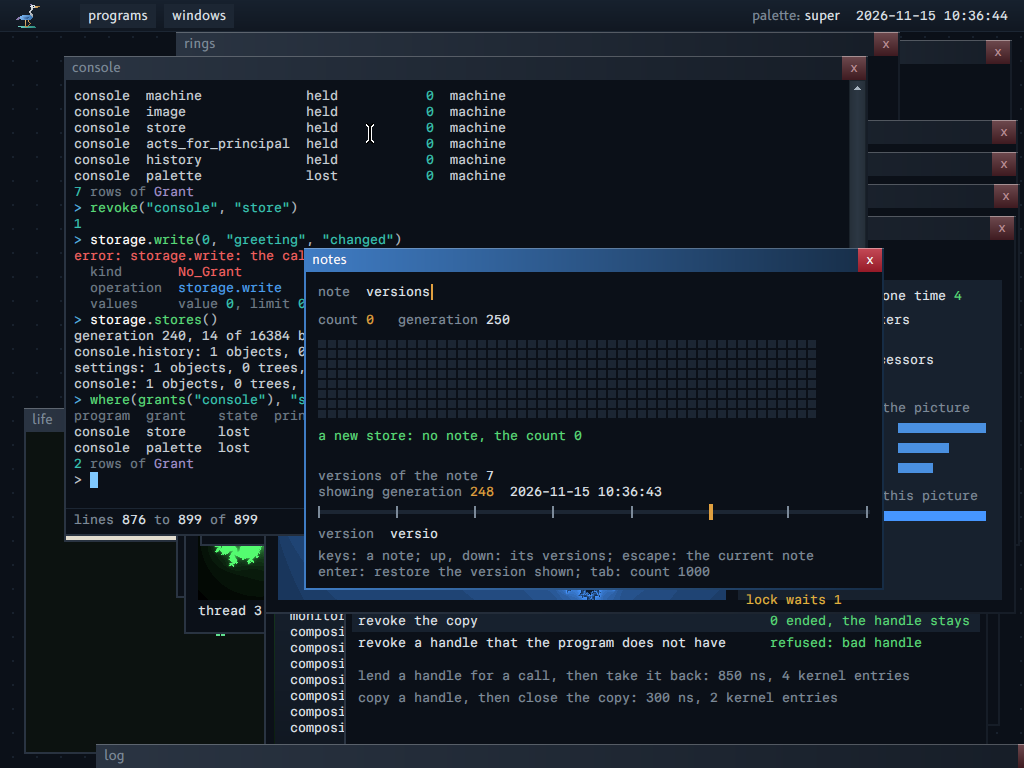 programs windows palette: super 2026-11-15 10:36:44
rings x
x
console x
console machine held 0 machine
console image held 0 machine
console store held 0 machine
console acts_for_principal held 0 machine
console history held 0 machine
console palette lost 0 machine
7 rows of Grant
> revoke("console", "store")
1
> storage.write(0, "greeting", "changed")
error: storage.write: the cal
kind No_Grant
operation storage.write
values value 0, limit 0
> storage.stores()
generation 240, 14 of 16384 b
console.history: 1 objects, 0
settings: 1 objects, 0 trees,
console: 1 objects, 0 trees,
> where(grants("console"), "s
program grant state prin
console store lost
console palette lost
2 rows of Grant
>
lines 876 to 899 of 899
x
x
x
x
notes x
note versions
count 0 generation 250
a new store: no note, the count 0
versions of the note 7
showing generation 248 2026-11-15 10:36:43
version versio
keys: a note; up, down: its versions; escape: the current note
enter: restore the version shown; tab: count 1000
one time 4
ters
essors
the picture
this picture
lock waits 1
life
thread 3
monitor
composi
composi
composi
composi
composi
composi
composi
revoke the copy 0 ended, the handle stays
revoke a handle that the program does not have refused: bad handle
lend a handle for a call, then take it back: 850 ns, 4 kernel entries
copy a handle, then close the copy: 300 ns, 2 kernel entries
log